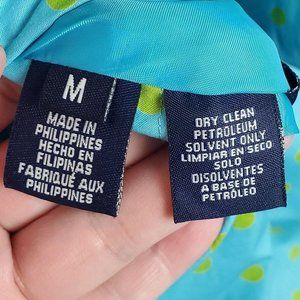 M
MADE IN
PHILIPPINES
HECHO EN
FILIPINAS
FABRIQUÉ AUX
PHILIPPINES
DRY CLEAN
PETROLEUM
SOLVENT ONLY
LIMPIAR EN SECO
SOLO
DISOLVENTES
A BASE DE
PETRÓLEO